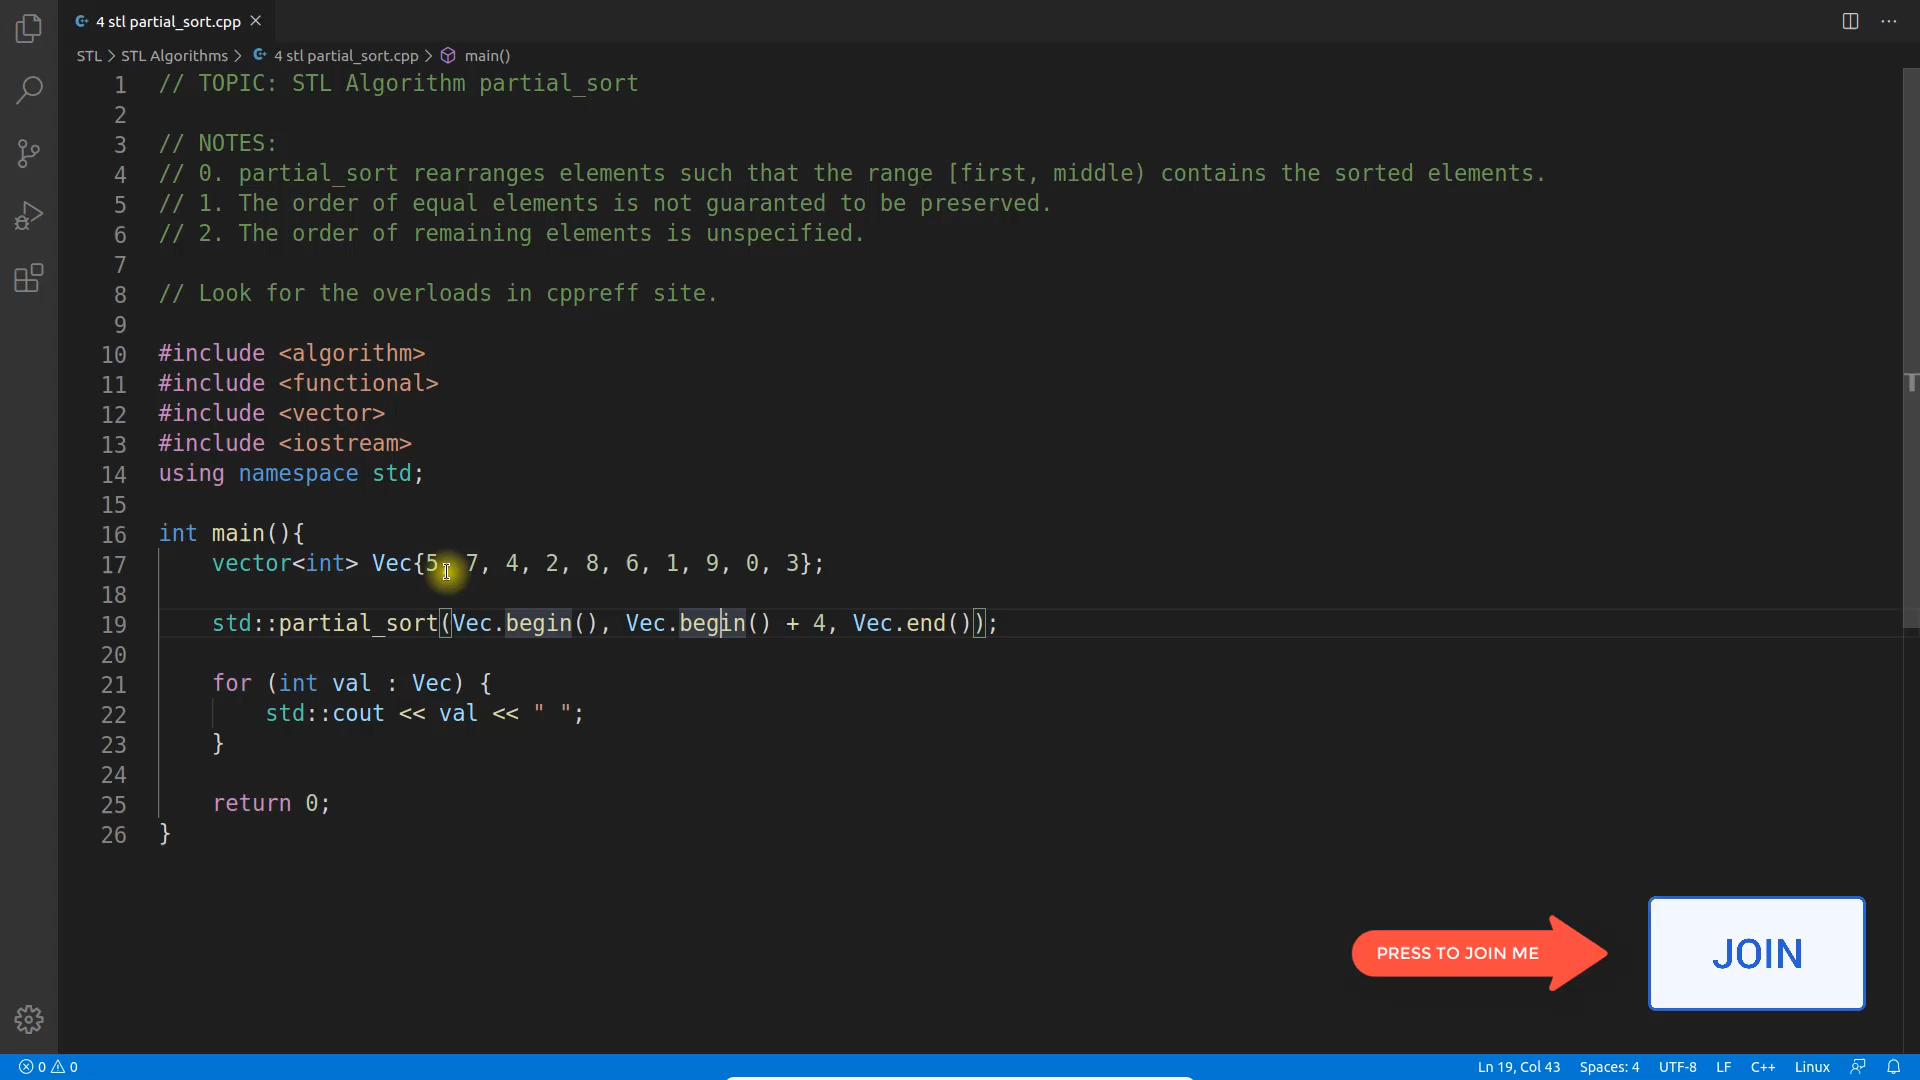 4 stl partial_sort.cpp
STL > STL Algorithms > 4 stl partial_sort.cpp > main()
1 // TOPIC: STL Algorithm partial_sort
2
3 // NOTES:
4 // 0. partial_sort rearranges elements such that the range [first, middle) contains the sorted elements.
5 // 1. The order of equal elements is not guaranted to be preserved.
6 // 2. The order of remaining elements is unspecified.
7
8 // Look for the overloads in cppreff site.
9
10 #include <algorithm>
11 #include <functional>
12 #include <vector>
13 #include <iostream>
14 using namespace std;
15
16 int main(){
17 vector<int> Vec{5, 7, 4, 2, 8, 6, 1, 9, 0, 3};
18
19 std::partial_sort(Vec.begin(), Vec.begin() + 4, Vec.end());
20
21 for (int val : Vec) {
22 std::cout << val << " ";
23 }
24
25 return 0;
26 }
PRESS TO JOIN ME
JOIN
0 0
Ln 19, Col 43 Spaces: 4 UTF-8 LF C++ Linux